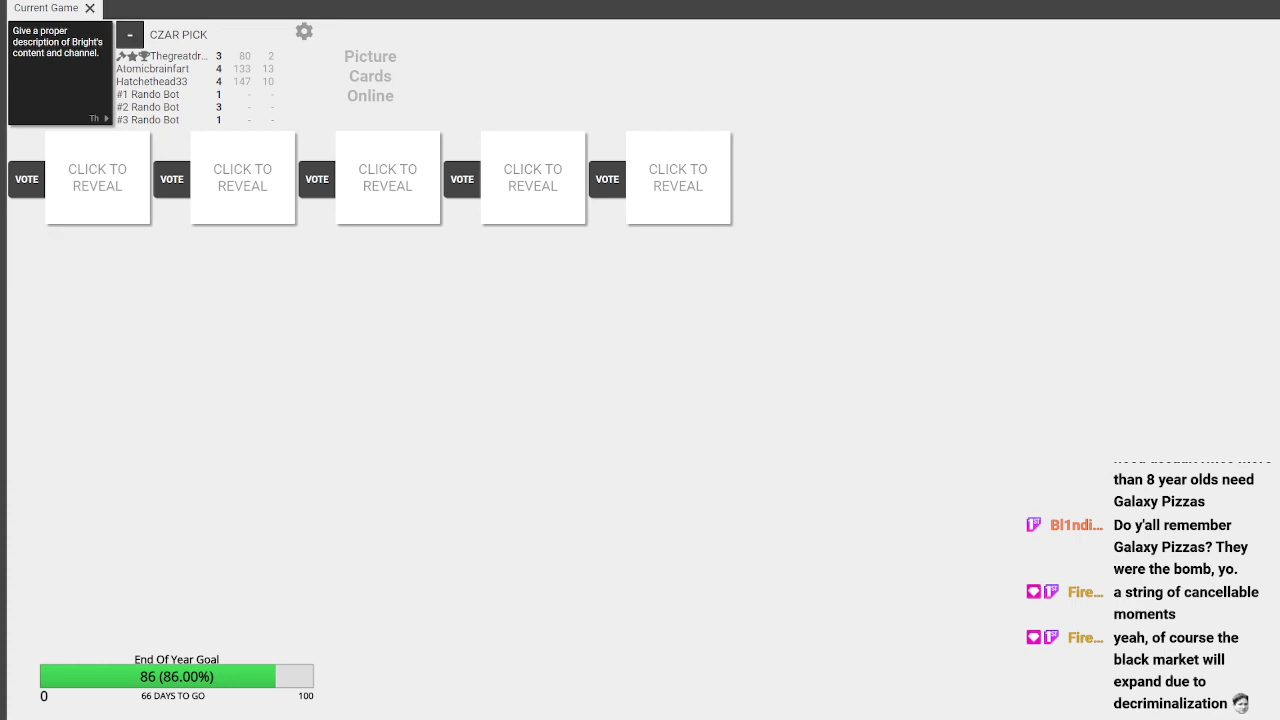 Current Game
Give a proper
description of Bright's
content and channel.
Th
-
CZAR PICK
Thegreatdr... 3 80 2
Atomicbrainfart 4 133 13
Hatchethead33 4 147 10
#1 Rando Bot 1 - -
#2 Rando Bot 3 - -
#3 Rando Bot 1 - -
Picture
Cards
Online
VOTE
CLICK TO
REVEAL
VOTE
CLICK TO
REVEAL
VOTE
CLICK TO
REVEAL
VOTE
CLICK TO
REVEAL
VOTE
CLICK TO
REVEAL
than 8 year olds need
Galaxy Pizzas
Bl1ndi... Do y'all remember
Galaxy Pizzas? They
were the bomb, yo.
Fire... a string of cancellable
moments
Fire... yeah, of course the
black market will
expand due to
decriminalization
End Of Year Goal
86 (86.00%)
0 66 DAYS TO GO 100